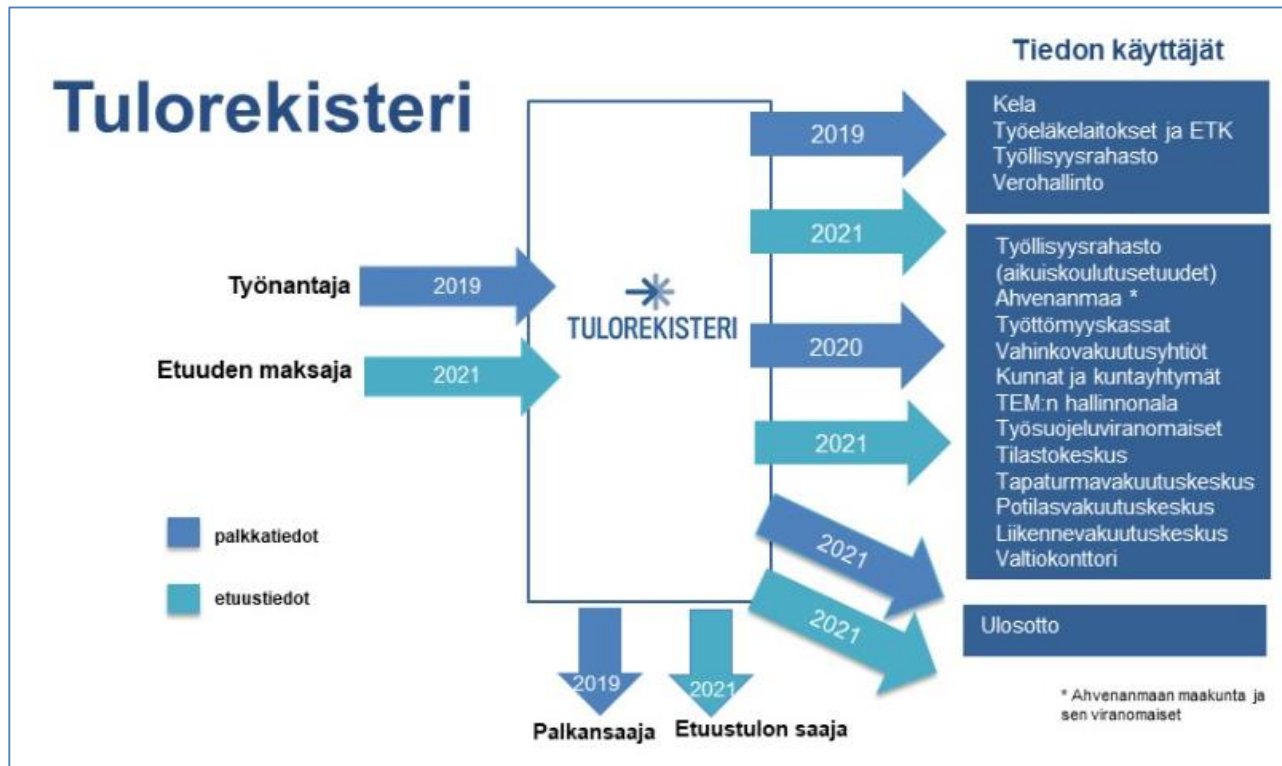 Tulorekisteri
Työnantaja
2019
Etuuden maksaja
2021
palkkatiedot
etuustiedot
TULOREKISTERI
2019
2021
2020
2021
2021
2021
2019
Palkansaaja
2021
Etuustulon saaja
Tiedon käyttäjät
Kela
Työeläkelaitokset ja ETK
Työllisyysrahasto
Verohallinto
Työllisyysrahasto
(aikuiskoulutusetuudet)
Ahvenanmaa *
Työttömyyskassat
Vahinkovakuutusyhtiöt
Kunnat ja kuntayhtymät
TEM:n hallinnonala
Työsuojeluviranomaiset
Tilastokeskus
Tapaturmavakuutuskeskus
Potilasvakuutuskeskus
Liikennevakuutuskeskus
Valtiokonttori
Ulosotto
* Ahvenanmaan maakunta ja
sen viranomaiset